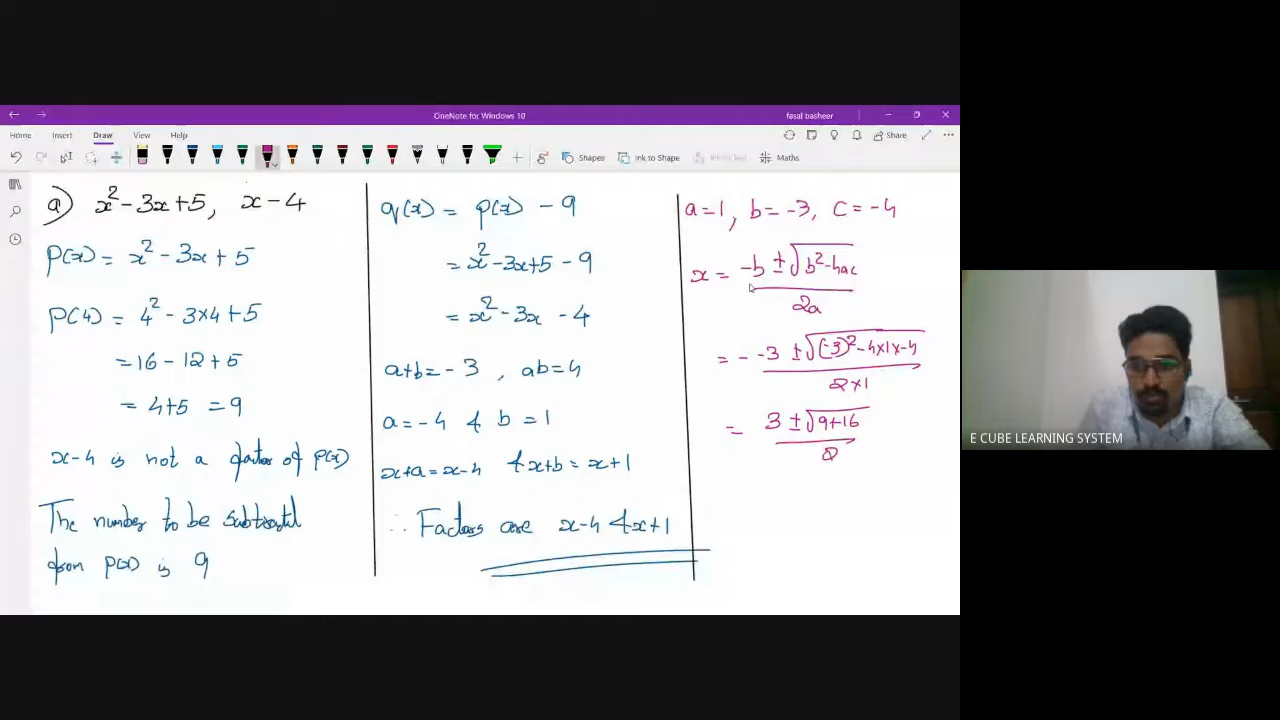 OneNote for Windows 10
fasal basheer
Home Insert Draw View Help
Share
Shapes Ink to Shape Ink to Text Maths
a) x² - 3x + 5, x - 4
P(x) = x² - 3x + 5
P(4) = 4² - 3×4 + 5
= 16 - 12 + 5
= 4+5 = 9
x-4 is not a factor of P(x)
The number to be subtracted
from P(x) is 9
q(x) = P(x) - 9
= x² - 3x + 5 - 9
= x² - 3x - 4
a+b = -3 , ab = 4
a = -4 & b = 1
x+a = x-4 & x+b = x+1
∴ Factors are x-4 & x+1
a = 1, b = -3, c = -4
x = -b ± √b² - 4ac
2a
= - -3 ± √(-3)² - 4×1×-4
2×1
= 3 ± √9+16
2
E CUBE LEARNING SYSTEM